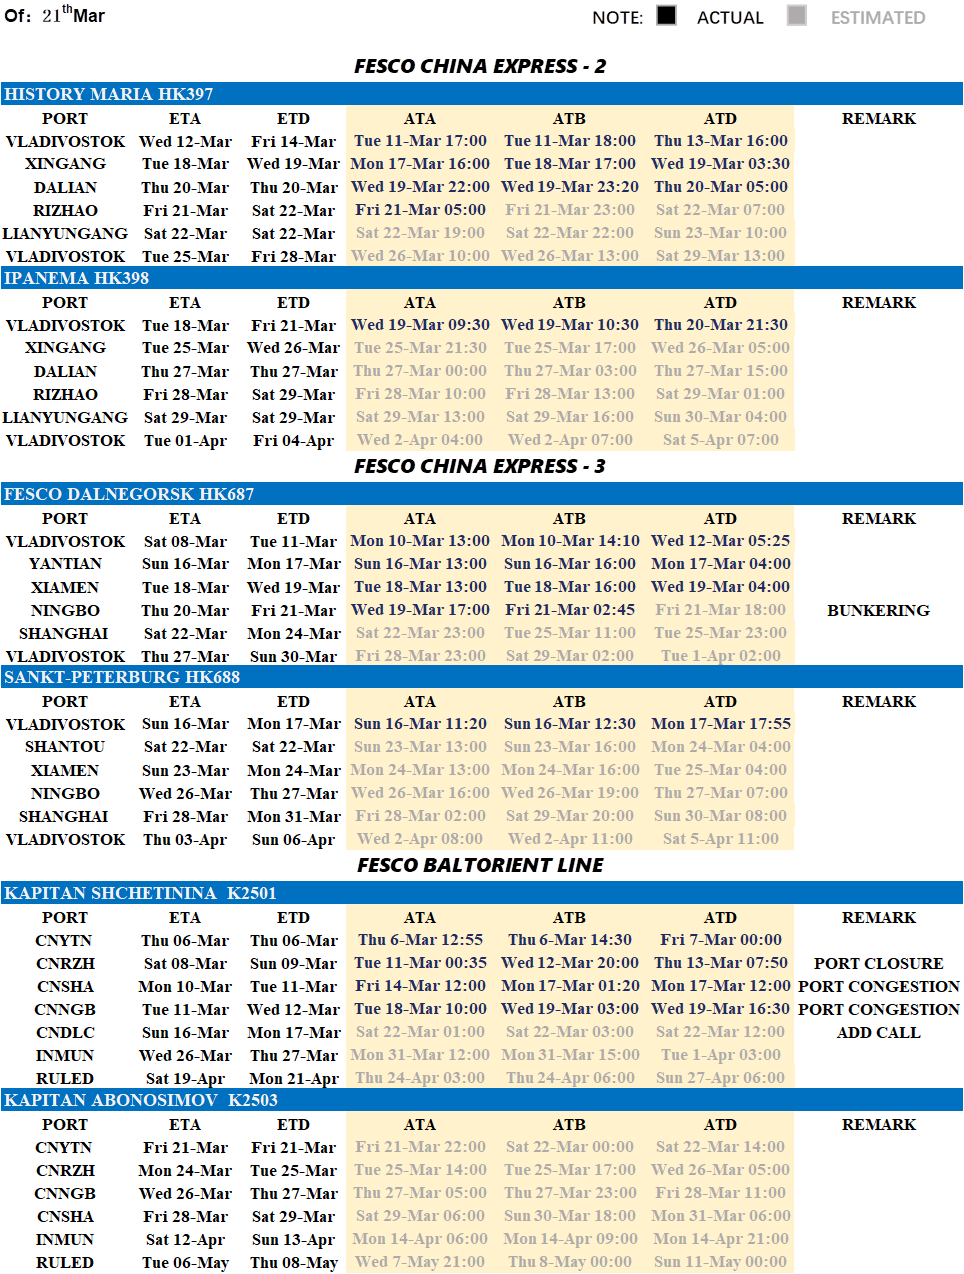 Of: 21thMar
NOTE: ACTUAL ESTIMATED
FESCO CHINA EXPRESS - 2
HISTORY MARIA HK397
PORT ETA ETD ATA ATB ATD REMARK
VLADIVOSTOK Wed 12-Mar Fri 14-Mar Tue 11-Mar 17:00 Tue 11-Mar 18:00 Thu 13-Mar 16:00
XINGANG Tue 18-Mar Wed 19-Mar Mon 17-Mar 16:00 Tue 18-Mar 17:00 Wed 19-Mar 03:30
DALIAN Thu 20-Mar Thu 20-Mar Wed 19-Mar 22:00 Wed 19-Mar 23:20 Thu 20-Mar 05:00
RIZHAO Fri 21-Mar Sat 22-Mar Fri 21-Mar 05:00 Fri 21-Mar 23:00 Sat 22-Mar 07:00
LIANYUNGANG Sat 22-Mar Sat 22-Mar Sat 22-Mar 19:00 Sat 22-Mar 22:00 Sun 23-Mar 10:00
VLADIVOSTOK Tue 25-Mar Fri 28-Mar Wed 26-Mar 10:00 Wed 26-Mar 13:00 Sat 29-Mar 13:00
IPANEMA HK398
PORT ETA ETD ATA ATB ATD REMARK
VLADIVOSTOK Tue 18-Mar Fri 21-Mar Wed 19-Mar 09:30 Wed 19-Mar 10:30 Thu 20-Mar 21:30
XINGANG Tue 25-Mar Wed 26-Mar Tue 25-Mar 21:30 Tue 25-Mar 17:00 Wed 26-Mar 05:00
DALIAN Thu 27-Mar Thu 27-Mar Thu 27-Mar 00:00 Thu 27-Mar 03:00 Thu 27-Mar 15:00
RIZHAO Fri 28-Mar Sat 29-Mar Fri 28-Mar 10:00 Fri 28-Mar 13:00 Sat 29-Mar 01:00
LIANYUNGANG Sat 29-Mar Sat 29-Mar Sat 29-Mar 13:00 Sat 29-Mar 16:00 Sun 30-Mar 04:00
VLADIVOSTOK Tue 01-Apr Fri 04-Apr Wed 2-Apr 04:00 Wed 2-Apr 07:00 Sat 5-Apr 07:00
FESCO CHINA EXPRESS - 3
FESCO DALNEGORSK HK687
PORT ETA ETD ATA ATB ATD REMARK
VLADIVOSTOK Sat 08-Mar Tue 11-Mar Mon 10-Mar 13:00 Mon 10-Mar 14:10 Wed 12-Mar 05:25
YANTIAN Sun 16-Mar Mon 17-Mar Sun 16-Mar 13:00 Sun 16-Mar 16:00 Mon 17-Mar 04:00
XIAMEN Tue 18-Mar Wed 19-Mar Tue 18-Mar 13:00 Tue 18-Mar 16:00 Wed 19-Mar 04:00
NINGBO Thu 20-Mar Fri 21-Mar Wed 19-Mar 17:00 Fri 21-Mar 02:45 Fri 21-Mar 18:00 BUNKERING
SHANGHAI Sat 22-Mar Mon 24-Mar Sat 22-Mar 23:00 Tue 25-Mar 11:00 Tue 25-Mar 23:00
VLADIVOSTOK Thu 27-Mar Sun 30-Mar Fri 28-Mar 23:00 Sat 29-Mar 02:00 Tue 1-Apr 02:00
SANKT-PETERBURG HK688
PORT ETA ETD ATA ATB ATD REMARK
VLADIVOSTOK Sun 16-Mar Mon 17-Mar Sun 16-Mar 11:20 Sun 16-Mar 12:30 Mon 17-Mar 17:55
SHANTOU Sat 22-Mar Sat 22-Mar Sun 23-Mar 13:00 Sun 23-Mar 16:00 Mon 24-Mar 04:00
XIAMEN Sun 23-Mar Mon 24-Mar Mon 24-Mar 13:00 Mon 24-Mar 16:00 Tue 25-Mar 04:00
NINGBO Wed 26-Mar Thu 27-Mar Wed 26-Mar 16:00 Wed 26-Mar 19:00 Thu 27-Mar 07:00
SHANGHAI Fri 28-Mar Mon 31-Mar Fri 28-Mar 02:00 Sat 29-Mar 20:00 Sun 30-Mar 08:00
VLADIVOSTOK Thu 03-Apr Sun 06-Apr Wed 2-Apr 08:00 Wed 2-Apr 11:00 Sat 5-Apr 11:00
FESCO BALTORIENT LINE
KAPITAN SHCHETININA K2501
PORT ETA ETD ATA ATB ATD REMARK
CNYTN Thu 06-Mar Thu 06-Mar Thu 6-Mar 12:55 Thu 6-Mar 14:30 Fri 7-Mar 00:00
CNRZH Sat 08-Mar Sun 09-Mar Tue 11-Mar 00:35 Wed 12-Mar 20:00 Thu 13-Mar 07:50 PORT CLOSURE
CNSHA Mon 10-Mar Tue 11-Mar Fri 14-Mar 12:00 Mon 17-Mar 01:20 Mon 17-Mar 12:00 PORT CONGESTION
CNNGB Tue 11-Mar Wed 12-Mar Tue 18-Mar 10:00 Wed 19-Mar 03:00 Wed 19-Mar 16:30 PORT CONGESTION
CNDLC Sun 16-Mar Mon 17-Mar Sat 22-Mar 01:00 Sat 22-Mar 03:00 Sat 22-Mar 12:00 ADD CALL
INMUN Wed 26-Mar Thu 27-Mar Mon 31-Mar 12:00 Mon 31-Mar 15:00 Tue 1-Apr 03:00
RULED Sat 19-Apr Mon 21-Apr Thu 24-Apr 03:00 Thu 24-Apr 06:00 Sun 27-Apr 06:00
KAPITAN ABONOSIMOV K2503
PORT ETA ETD ATA ATB ATD REMARK
CNYTN Fri 21-Mar Fri 21-Mar Fri 21-Mar 22:00 Sat 22-Mar 00:00 Sat 22-Mar 14:00
CNRZH Mon 24-Mar Tue 25-Mar Tue 25-Mar 14:00 Tue 25-Mar 17:00 Wed 26-Mar 05:00
CNNGB Wed 26-Mar Thu 27-Mar Thu 27-Mar 05:00 Thu 27-Mar 23:00 Fri 28-Mar 11:00
CNSHA Fri 28-Mar Sat 29-Mar Sat 29-Mar 06:00 Sun 30-Mar 18:00 Mon 31-Mar 06:00
INMUN Sat 12-Apr Sun 13-Apr Mon 14-Apr 06:00 Mon 14-Apr 09:00 Mon 14-Apr 21:00
RULED Tue 06-May Thu 08-May Wed 7-May 21:00 Thu 8-May 00:00 Sun 11-May 00:00